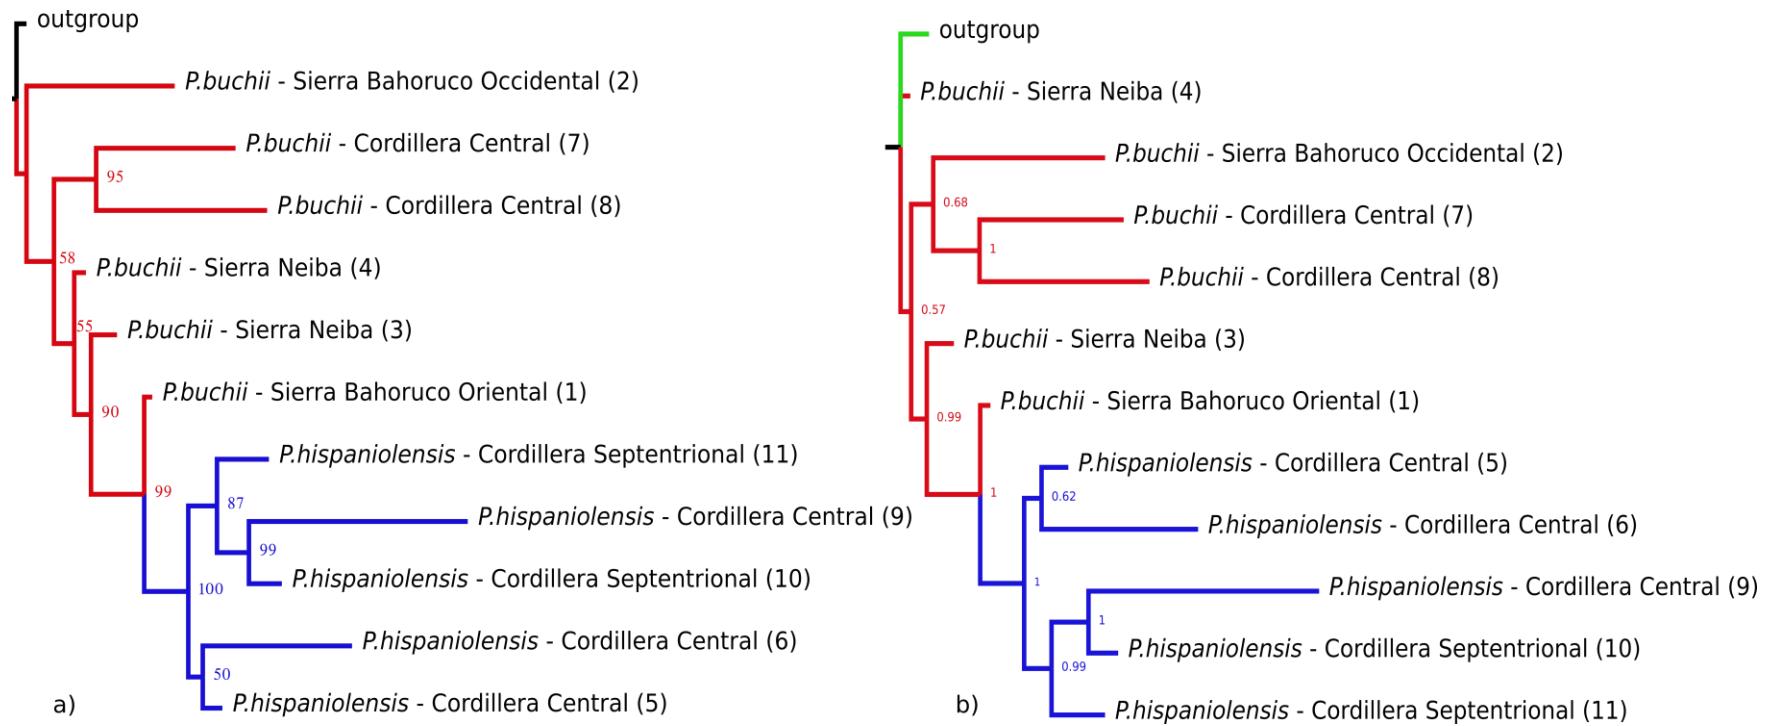 outgroup
P.buchii - Sierra Bahoruco Occidental (2)
P.buchii - Cordillera Central (7)
95
P.buchii - Cordillera Central (8)
58
P.buchii - Sierra Neiba (4)
55
P.buchii - Sierra Neiba (3)
90
P.buchii - Sierra Bahoruco Oriental (1)
99
P.hispaniolensis - Cordillera Septentrional (11)
87
P.hispaniolensis - Cordillera Central (9)
99
P.hispaniolensis - Cordillera Septentrional (10)
100
P.hispaniolensis - Cordillera Central (6)
50
P.hispaniolensis - Cordillera Central (5)
a)
outgroup
P.buchii - Sierra Neiba (4)
P.buchii - Sierra Bahoruco Occidental (2)
0.68
P.buchii - Cordillera Central (7)
1
P.buchii - Cordillera Central (8)
0.57
P.buchii - Sierra Neiba (3)
0.99
P.buchii - Sierra Bahoruco Oriental (1)
1
P.hispaniolensis - Cordillera Central (5)
0.62
P.hispaniolensis - Cordillera Central (6)
1
P.hispaniolensis - Cordillera Central (9)
1
P.hispaniolensis - Cordillera Septentrional (10)
0.99
P.hispaniolensis - Cordillera Septentrional (11)
b)